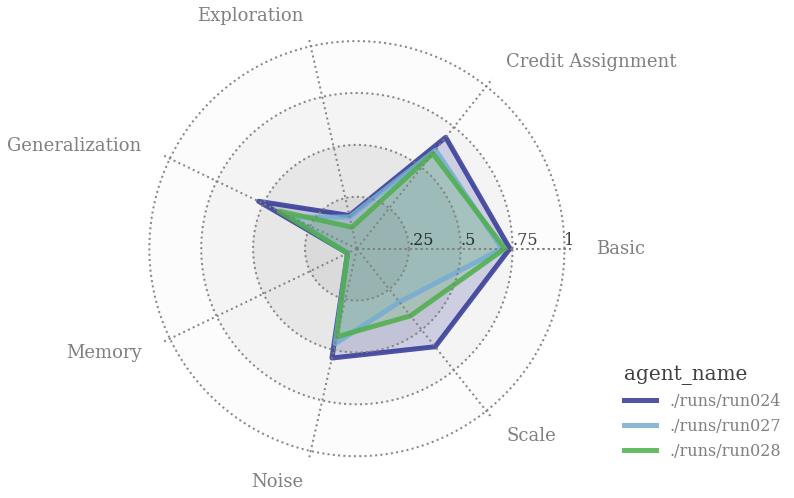 Exploration
Credit Assignment
Generalization
.25 .5 .75 1
Basic
Memory
Scale
Noise
agent_name
./runs/run024
./runs/run027
./runs/run028